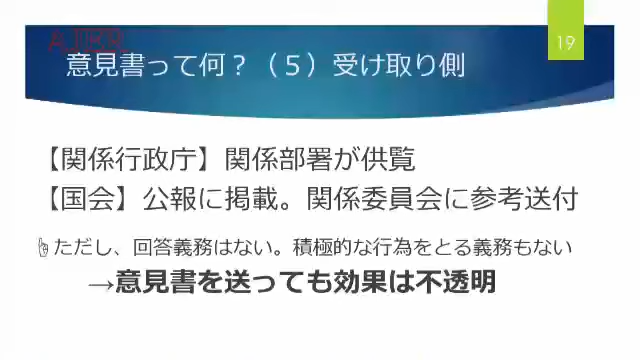 AJER
19
意見書って何？（５）受け取り側
【関係行政庁】関係部署が供覧
【国会】公報に掲載。関係委員会に参考送付
☝ただし、回答義務はない。積極的な行為をとる義務もない
→意見書を送っても効果は不透明